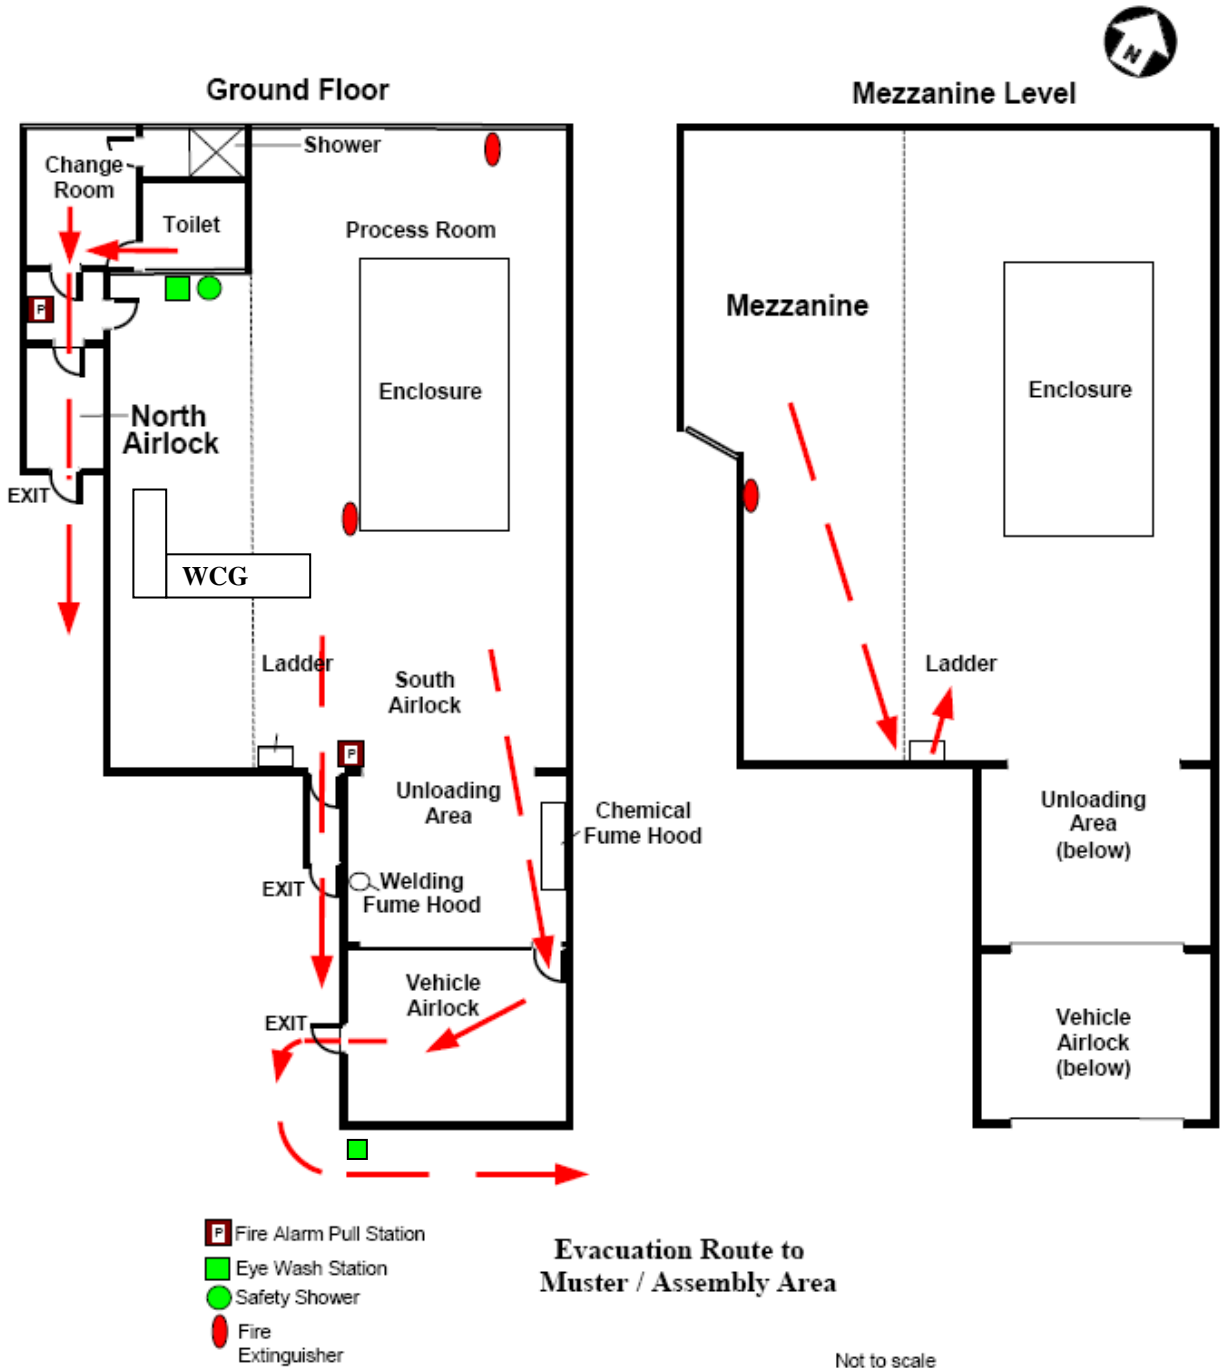 N
Ground Floor
Mezzanine Level
Shower
Change
Room
Toilet
Process Room
P
Mezzanine
Enclosure
Enclosure
North
Airlock
EXIT
WCG
Ladder
South
Airlock
Ladder
P
Unloading
Area
Chemical
Fume Hood
Unloading
Area
(below)
EXIT
Welding
Fume Hood
Vehicle
Airlock
EXIT
Vehicle
Airlock
(below)
P Fire Alarm Pull Station
Eye Wash Station
Safety Shower
Fire
Extinguisher
Evacuation Route to
Muster / Assembly Area
Not to scale